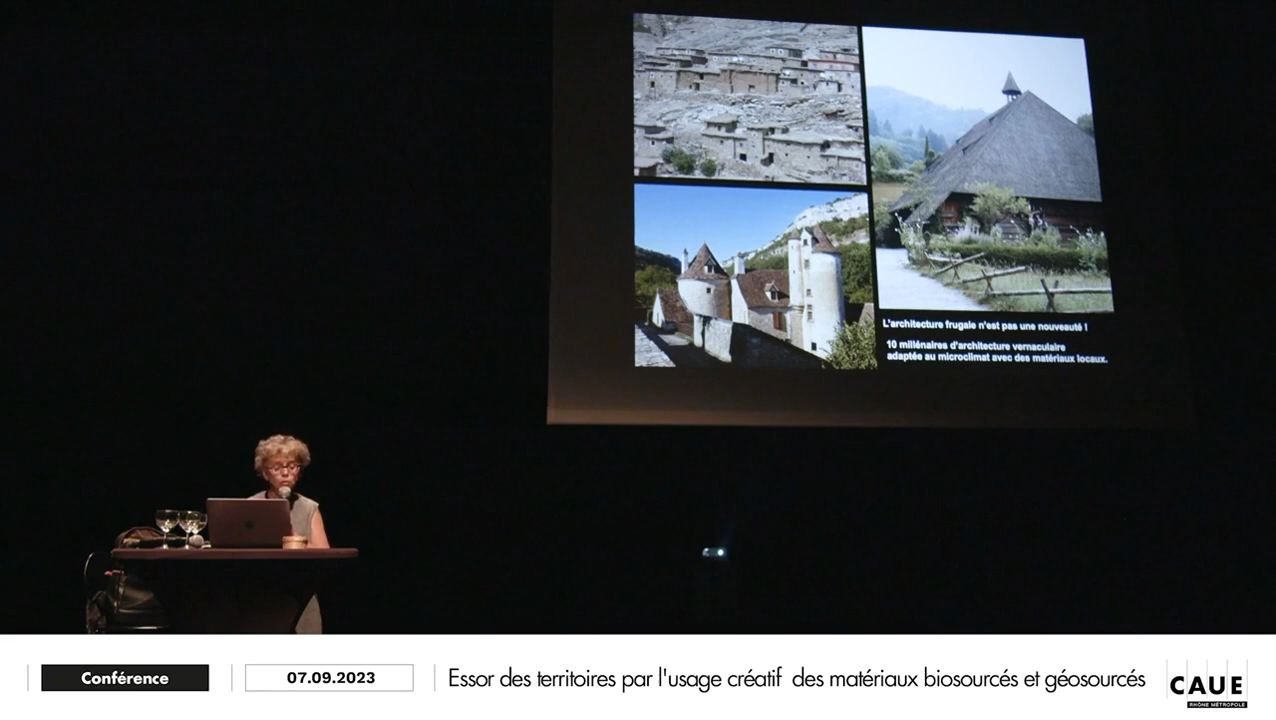 L'architecture frugale n'est pas une nouveauté !
10 millénaires d'architecture vernaculaire
adaptée au microclimat avec des matériaux locaux.
Conférence
07.09.2023
Essor des territoires par l'usage créatif des matériaux biosourcés et géosourcés
CAUE
RHÔNE MÉTROPOLE